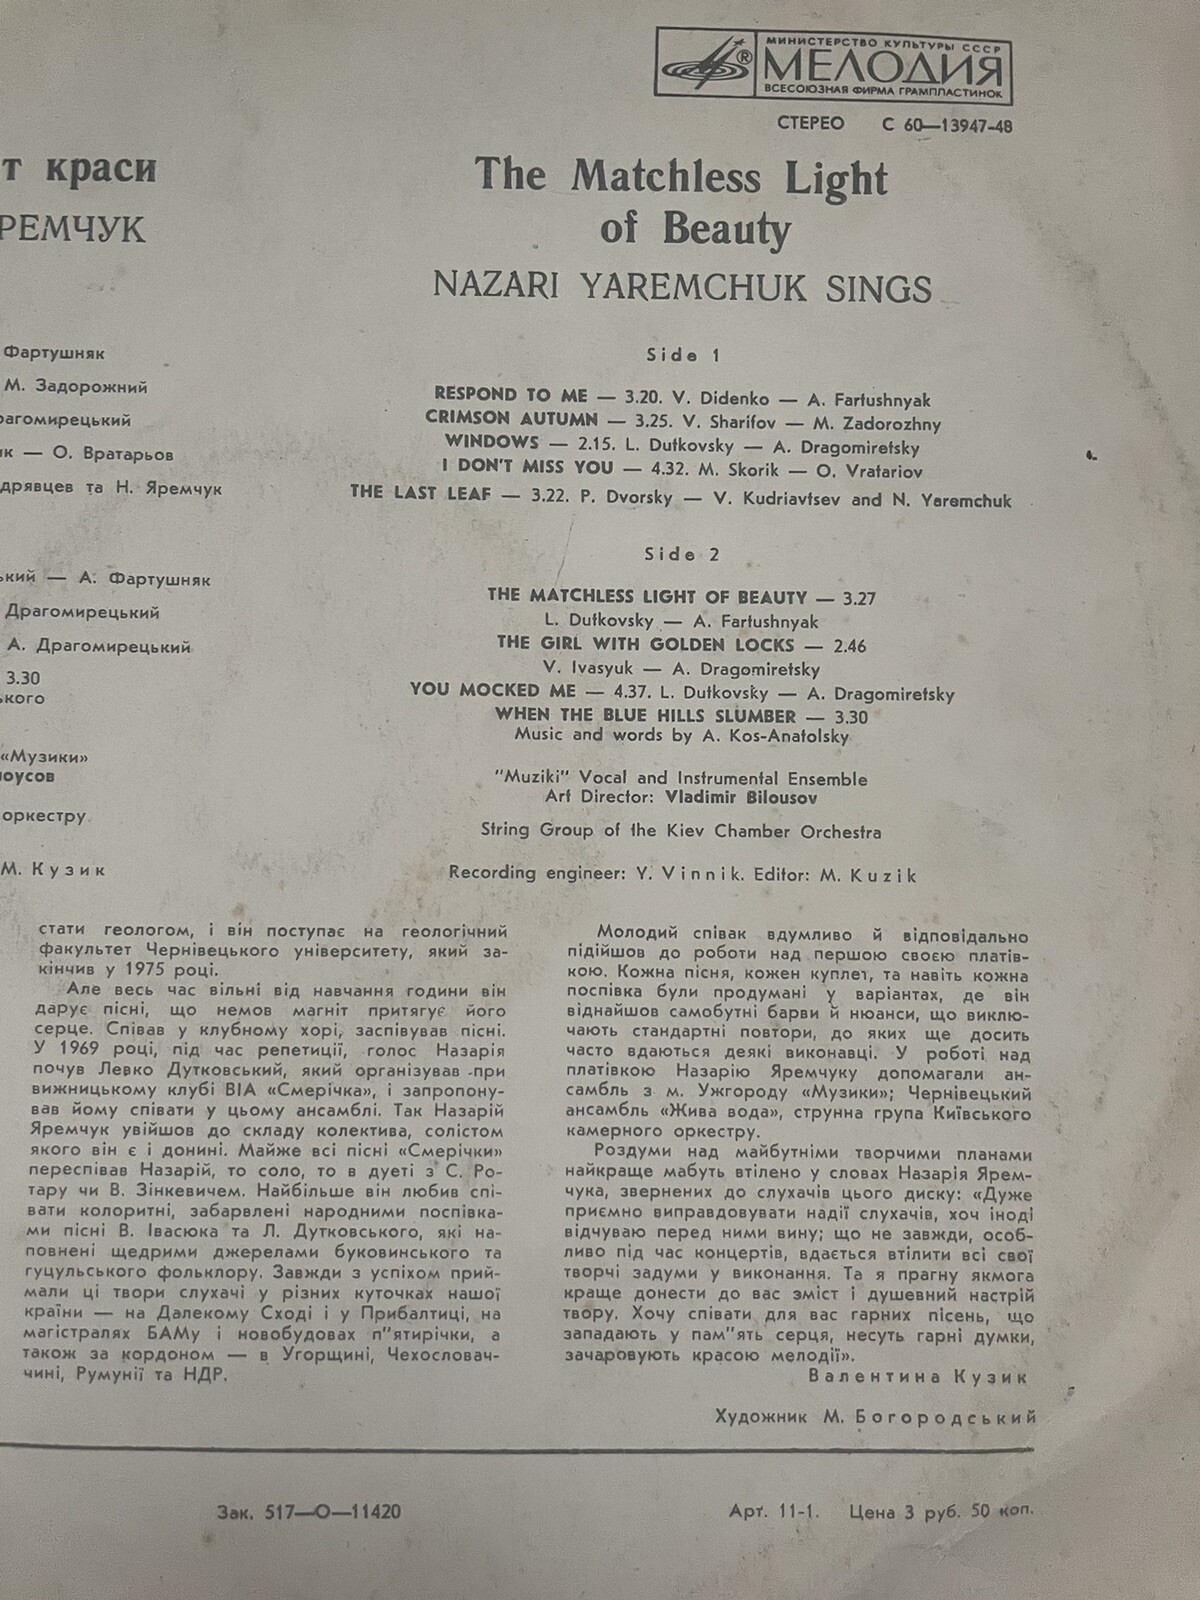 МИНИСТЕРСТВО КУЛЬТУРЫ СССР
МЕЛОДИЯ
ВСЕСОЮЗНАЯ ФИРМА ГРАМПЛАСТИНОК
®
СТЕРЕО С 60—13947-48
т краси
РЕМЧУК
Фартушняк
М. Задорожний
рагомирецький
ик — О. Вратарьов
дрявцев та Н. Яремчук
ький — А. Фартушняк
Драгомирецький
А. Драгомирецький
3.30
ького
«Музики»
оусов
оркестру
М. Кузик
The Matchless Light
of Beauty
NAZARI YAREMCHUK SINGS
Side 1
RESPOND TO ME — 3.20. V. Didenko — A. Fartushnyak
CRIMSON AUTUMN — 3.25. V. Sharifov — M. Zadorozhny
WINDOWS — 2.15. L. Dutkovsky — A. Dragomiretsky
I DON'T MISS YOU — 4.32. M. Skorik — O. Vratariov
THE LAST LEAF — 3.22. P. Dvorsky — V. Kudriavtsev and N. Yaremchuk
Side 2
THE MATCHLESS LIGHT OF BEAUTY — 3.27
L. Dutkovsky — A. Fartushnyak
THE GIRL WITH GOLDEN LOCKS — 2.46
V. Ivasyuk — A. Dragomiretsky
YOU MOCKED ME — 4.37. L. Dutkovsky — A. Dragomiretsky
WHEN THE BLUE HILLS SLUMBER — 3.30
Music and words by A. Kos-Anatolsky
"Muziki" Vocal and Instrumental Ensemble
Art Director: Vladimir Bilousov
String Group of the Kiev Chamber Orchestra
Recording engineer: Y. Vinnik. Editor: M. Kuzik
стати геологом, і він поступає на геологічний
факультет Чернівецького університету, який за-
кінчив у 1975 році.
Але весь час вільні від навчання години він
дарує пісні, що немов магніт притягує його
серце. Співав у клубному хорі, заспівував пісні.
У 1969 році, під час репетиції, голос Назарія
почув Левко Дутковський, який організував при
вижницькому клубі ВІА «Смерічка», і запропону-
вав йому співати у цьому ансамблі. Так Назарій
Яремчук увійшов до складу колектива, солістом
якого він є і донині. Майже всі пісні «Смерічки»
переспівав Назарій, то соло, то в дуеті з С. Ро-
тару чи В. Зінкевичем. Найбільше він любив спі-
вати колоритні, забарвлені народними поспівка-
ми пісні В. Івасюка та Л. Дутковського, які на-
повнені щедрими джерелами буковинського та
гуцульського фольклору. Завжди з успіхом прий-
мали ці твори слухачі у різних куточках нашої
країни — на Далекому Сході і у Прибалтиці, на
магістралях БАМу і новобудовах п"ятирічки, а
також за кордоном — в Угорщині, Чехословач-
чині, Румунії та НДР.
Молодий співак вдумливо й відповідально
підійшов до роботи над першою своєю платів-
кою. Кожна пісня, кожен куплет, та навіть кожна
поспівка були продумані у варіантах, де він
віднайшов самобутні барви й нюанси, що виклю-
чають стандартні повтори, до яких ще досить
часто вдаються деякі виконавці. У роботі над
платівкою Назарію Яремчуку допомагали ан-
самбль з м. Ужгороду «Музики»; Чернівецький
ансамбль «Жива вода», струнна група Київського
камерного оркестру.
Роздуми над майбутніми творчими планами
найкраще мабуть втілено у словах Назарія Ярем-
чука, звернених до слухачів цього диску: «Дуже
приємно виправдовувати надії слухачів, хоч іноді
відчуваю перед ними вину; що не завжди, особ-
ливо під час концертів, вдається втілити всі свої
творчі задуми у виконання. Та я прагну якмога
краще донести до вас зміст і душевний настрій
твору. Хочу співати для вас гарних пісень, що
западають у пам"ять серця, несуть гарні думки,
зачаровують красою мелодії».
Валентина Кузик
Художник М. Богородський
Зак. 517—О—11420
Арт. 11-1. Цена 3 руб. 50 коп.